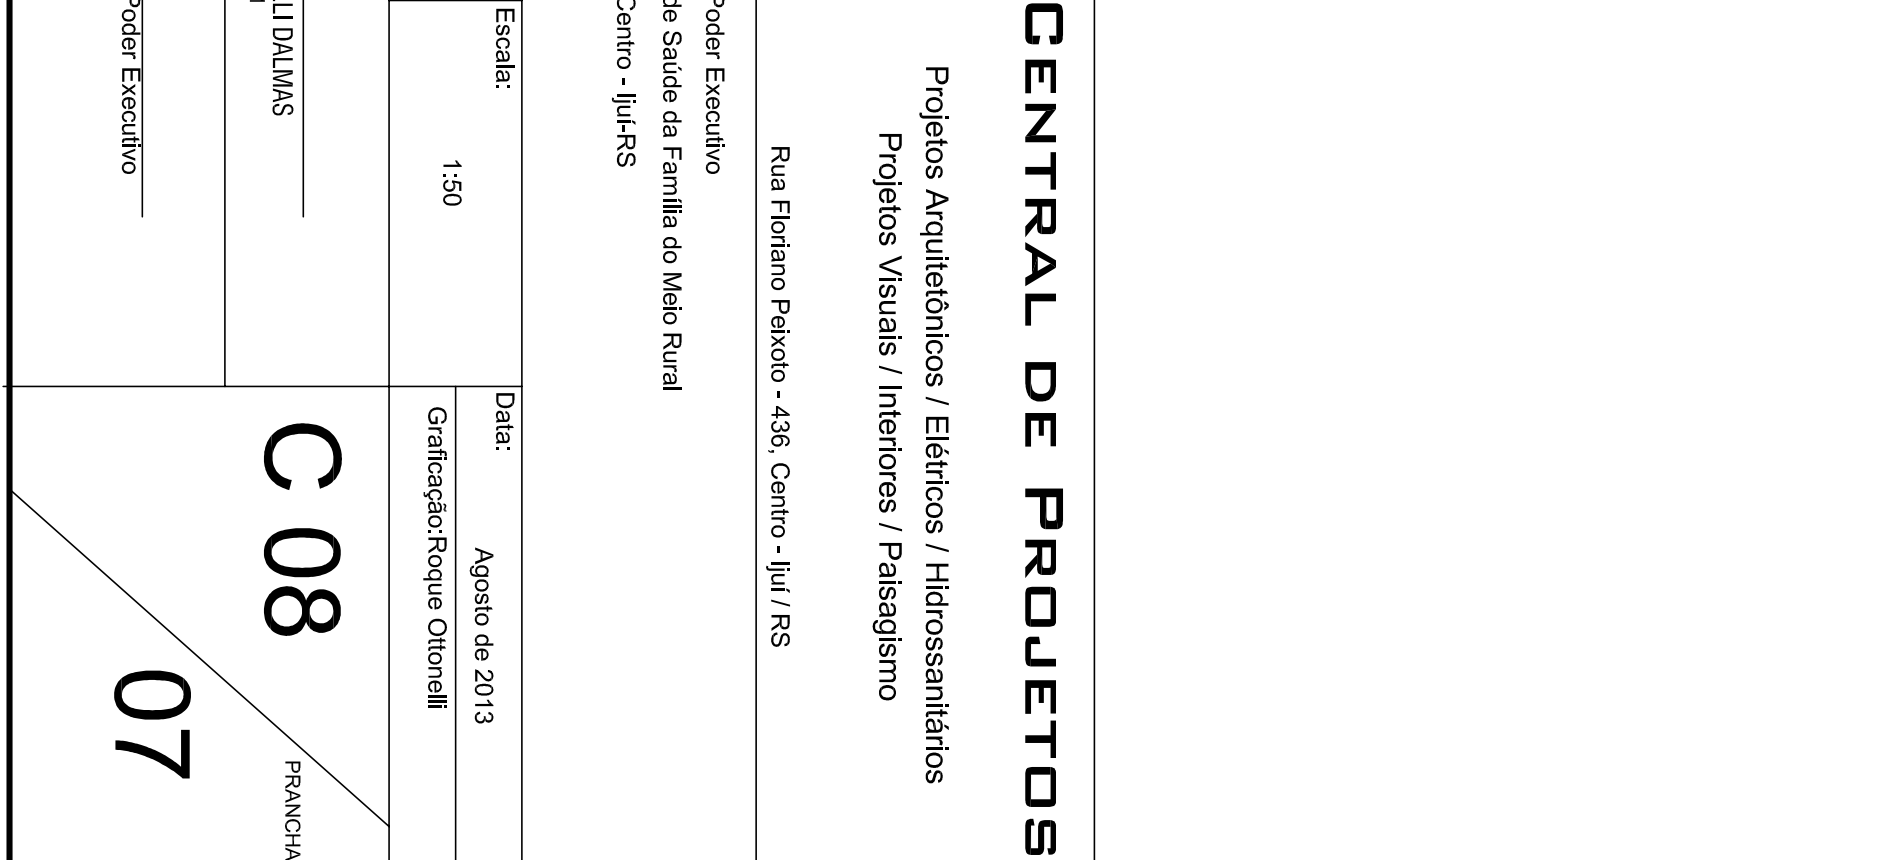 CENTRAL DE PROJETOS
Projetos Arquitetônicos / Elétricos / Hidrossanitários
Projetos Visuais / Interiores / Paisagismo
Rua Floriano Peixoto - 436, Centro - Ijuí / RS
Poder Executivo
de Saúde da Família do Meio Rural
Centro - Ijuí-RS
Escala:
1:50
Data:
Agosto de 2013
Graficação:Roque Ottonelli
LLI DALMAS
Poder Executivo
C 08
07
PRANCHA